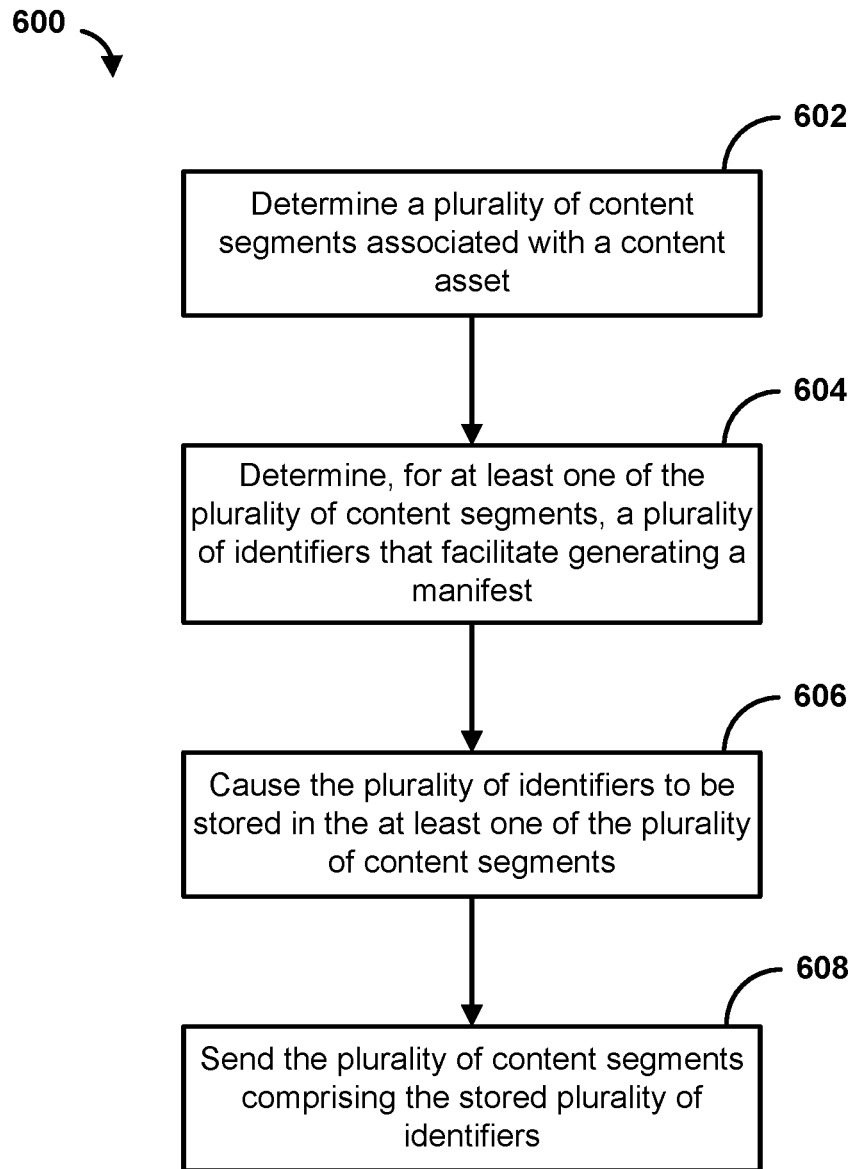 600
602
Determine a plurality of content
segments associated with a content
asset
604
Determine, for at least one of the
plurality of content segments, a plurality
of identifiers that facilitate generating a
manifest
606
Cause the plurality of identifiers to be
stored in the at least one of the plurality
of content segments
608
Send the plurality of content segments
comprising the stored plurality of
identifiers